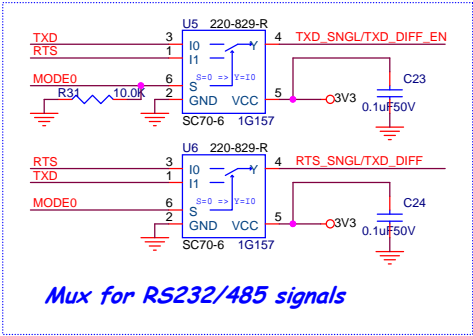 U5 220-829-R
TXD 3 I0 Y 4 TXD_SNGL/TXD_DIFF_EN
RTS 1 I1
MODE0 6 S S=0 => Y=I0
R31 10.0K 2 GND VCC 5 3V3 C23
0.1uF50V
SC70-6 1G157
U6 220-829-R
RTS 3 I0 Y 4 RTS_SNGL/TXD_DIFF
TXD 1 I1
MODE0 6 S S=0 => Y=I0
2 GND VCC 5 3V3 C24
0.1uF50V
SC70-6 1G157
Mux for RS232/485 signals